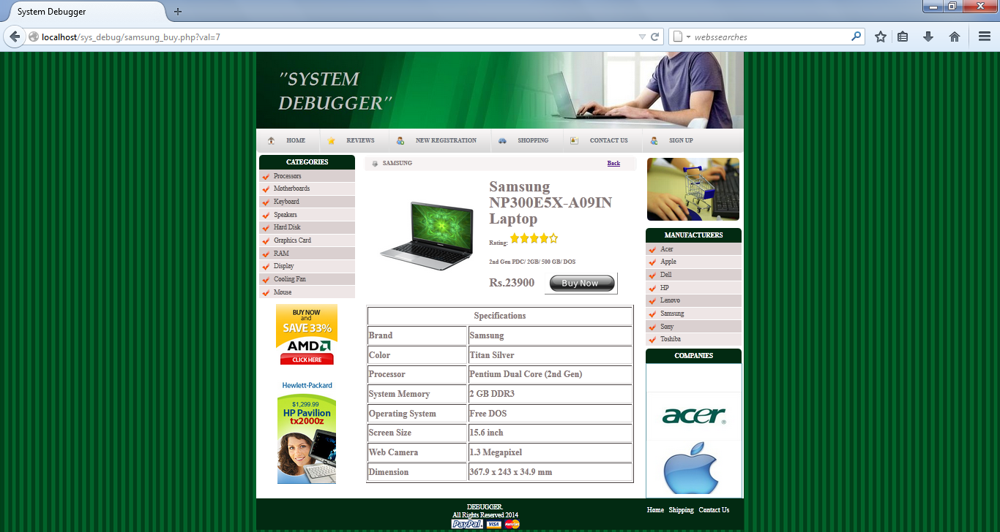 System Debugger
localhost/sys_debug/samsung_buy.php?val=7
webssearches
"SYSTEM
DEBUGGER"
HOME
REVIEWS
NEW REGISTRATION
SHOPPING
CONTACT US
SIGN UP
CATEGORIES
Processors
Motherboards
Keyboard
Speakers
Hard Disk
Graphics Card
RAM
Display
Cooling Fan
Mouse
BUY NOW
and
SAVE 33%
AMD
CLICK HERE
Hewlett-Packard
$1,299.99
HP Pavilion
tx2000z
SAMSUNG
Back
Samsung
NP300E5X-A09IN
Laptop
Rating:
2nd Gen PDC/ 2GB/ 500 GB/ DOS
Rs.23900
Buy Now
Specifications
Brand Samsung
Color Titan Silver
Processor Pentium Dual Core (2nd Gen)
System Memory 2 GB DDR3
Operating System Free DOS
Screen Size 15.6 inch
Web Camera 1.3 Megapixel
Dimension 367.9 x 243 x 34.9 mm
MANUFACTURERS
Acer
Apple
Dell
HP
Lenovo
Samsung
Sony
Toshiba
COMPANIES
acer
DEBUGGER.
All Rights Reserved 2014
PayPal VISA MasterCard
Home Shipping Contact Us